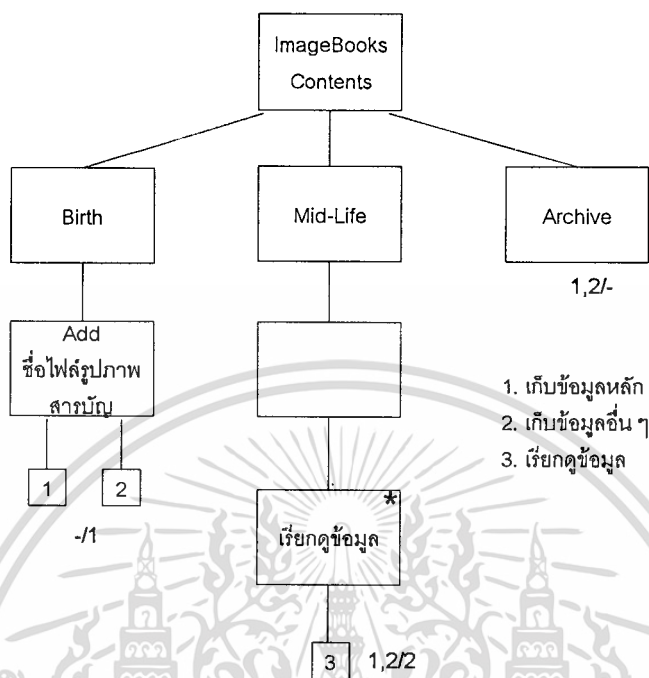 ImageBooks
Contents
Birth
Mid-Life
Archive
1,2/-
Add
ชื่อไฟล์รูปภาพ
สารบัญ
1
2
-/1
1. เก็บข้อมูลหลัก
2. เก็บข้อมูลอื่น ๆ
3. เรียกดูข้อมูล
*
เรียกดูข้อมูล
3
1,2/2